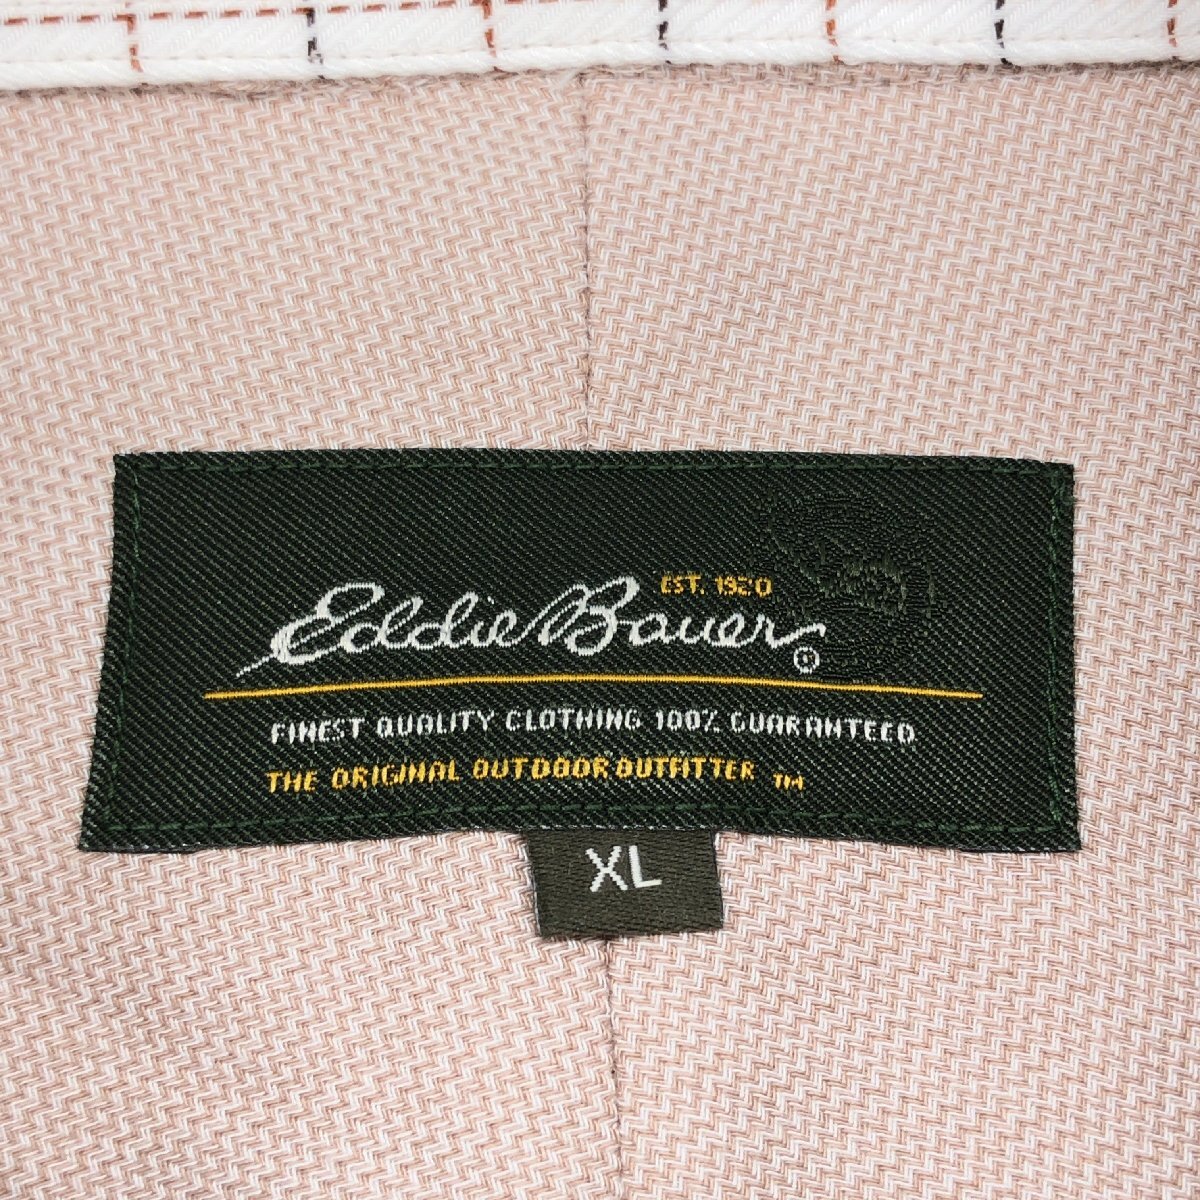 EST. 1920
Eddie Bauer®
FINEST QUALITY CLOTHING 100% GUARANTEED
THE ORIGINAL OUTDOOR OUTFITTER ™
XL